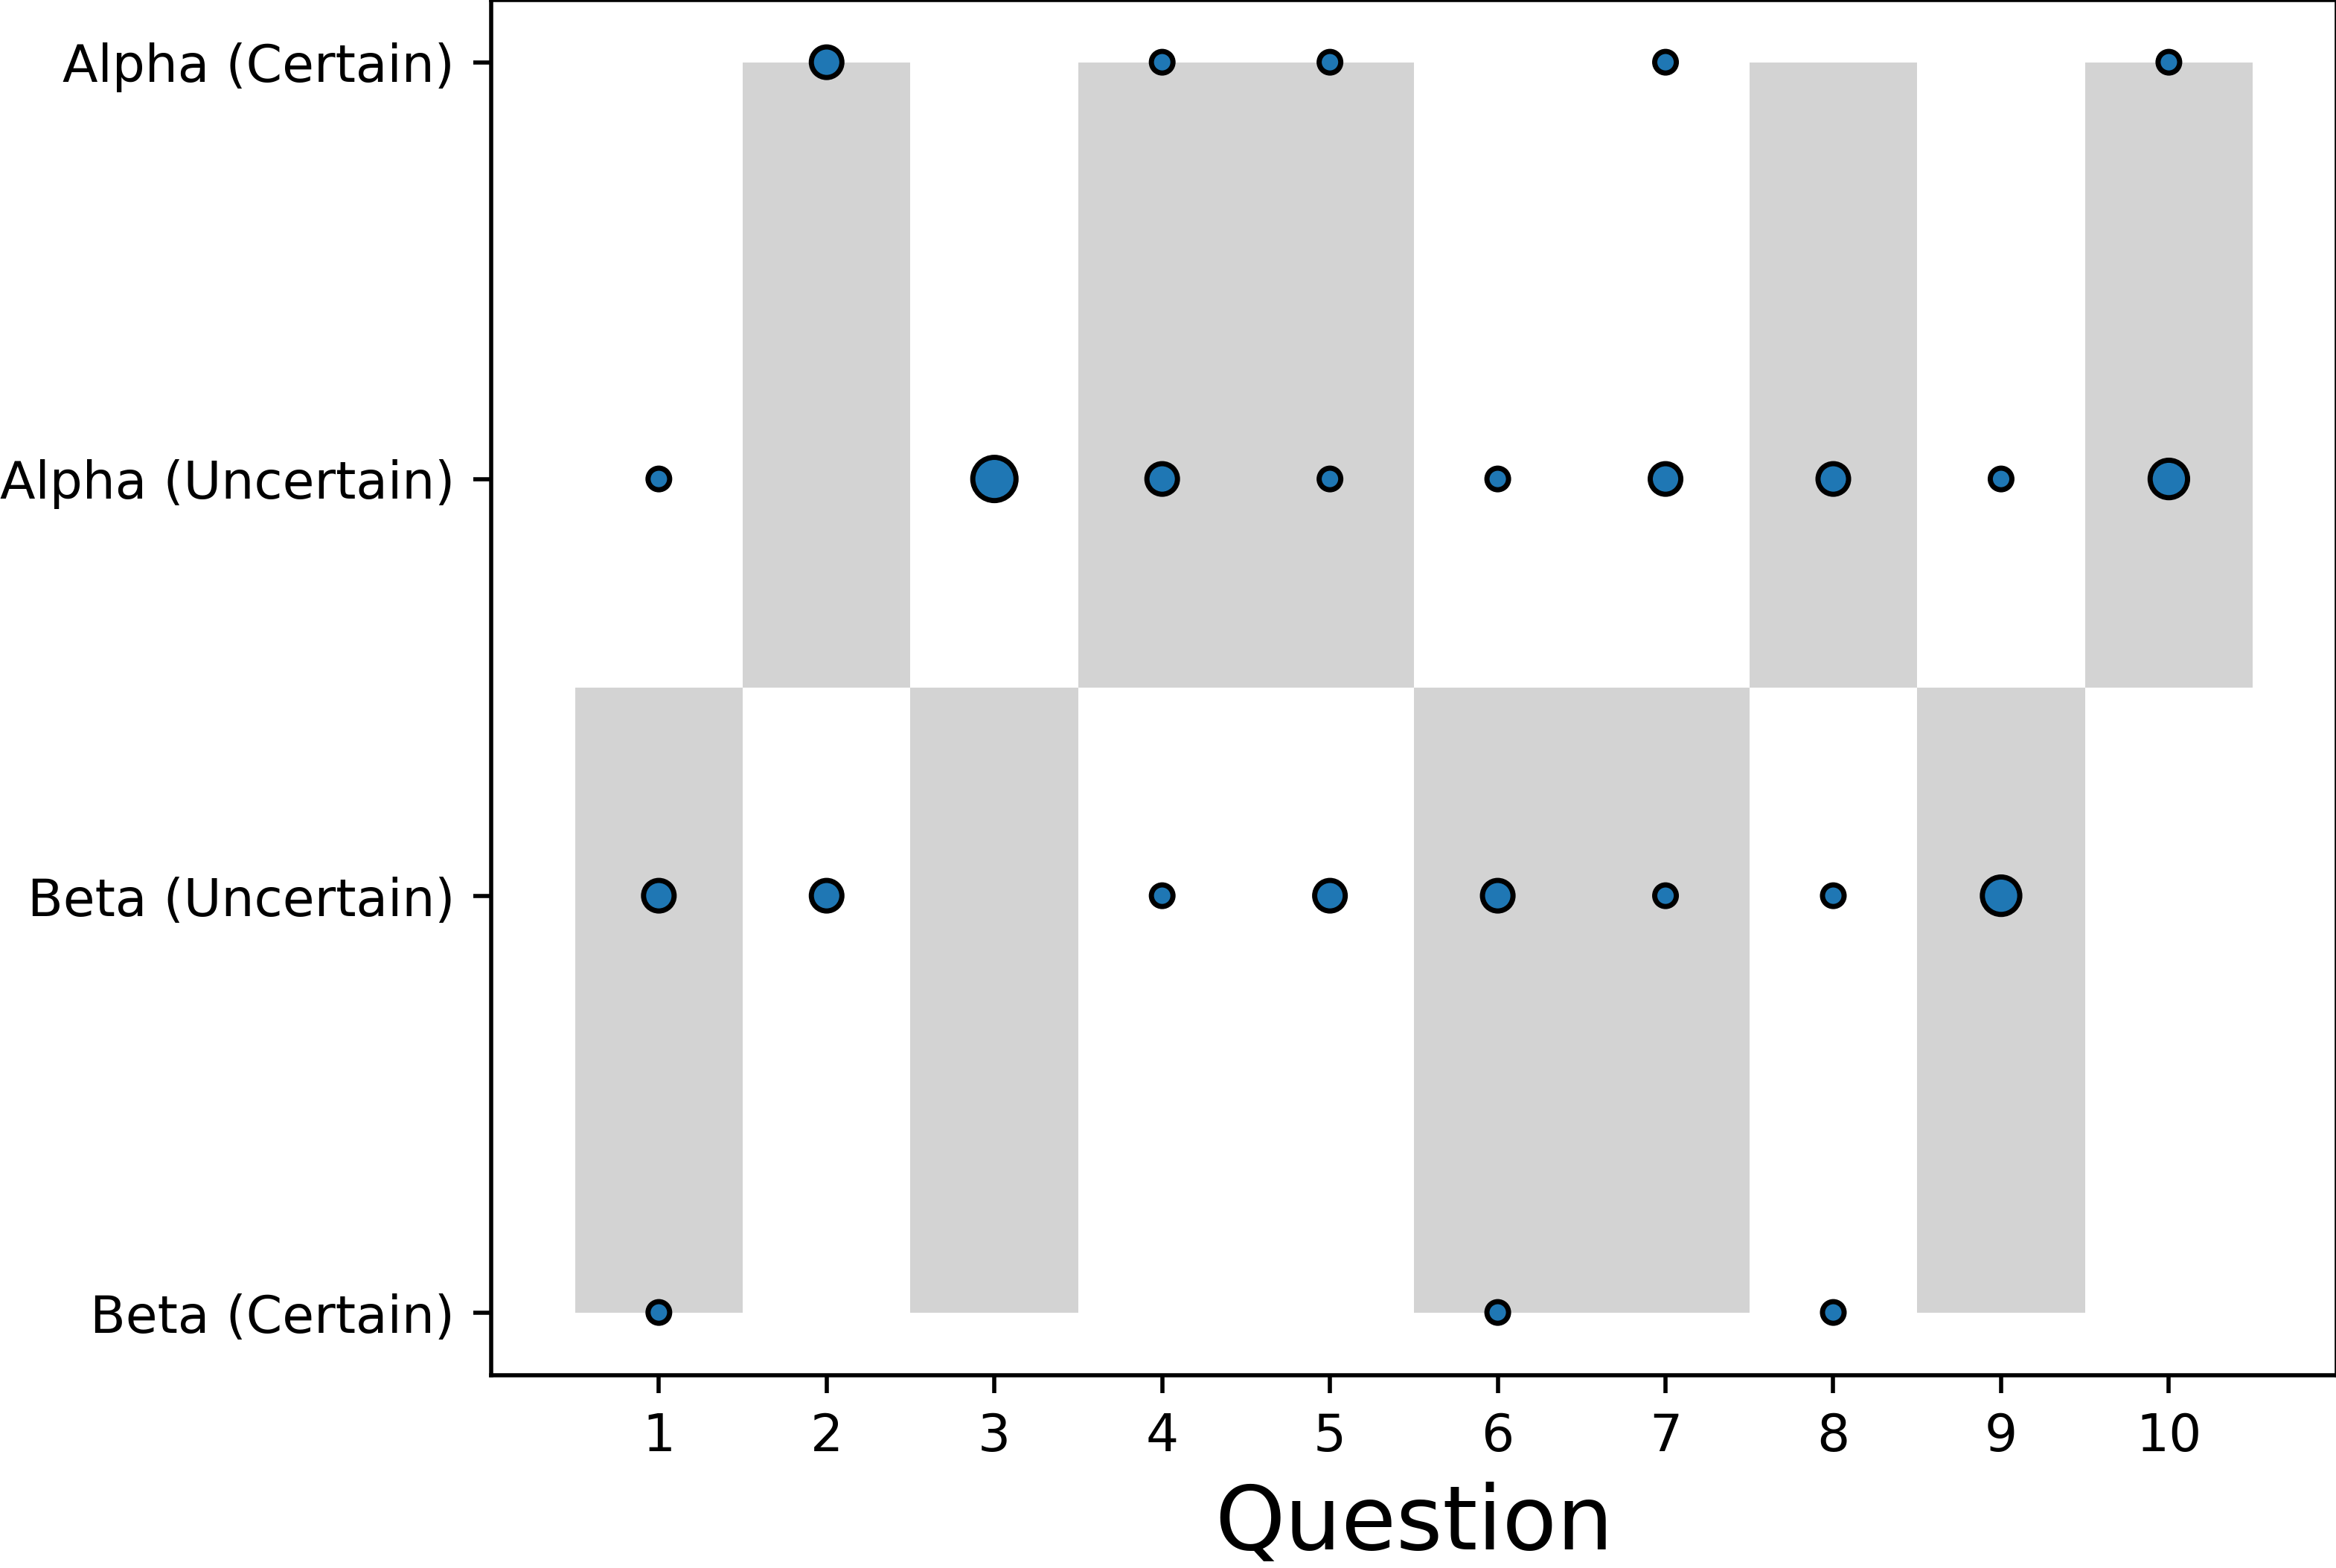 Alpha (Certain)
Alpha (Uncertain)
Beta (Uncertain)
Beta (Certain)
1 2 3 4 5 6 7 8 9 10
Question